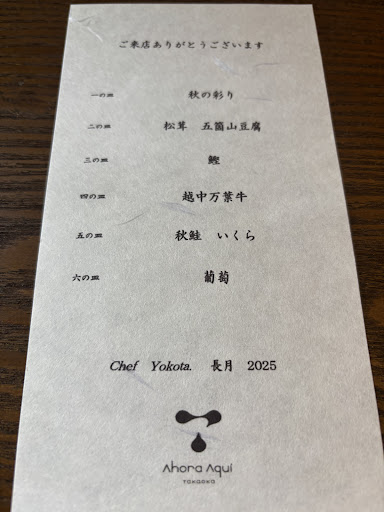 ご来店ありがとうございます
一の皿 秋の彩り
二の皿 松茸 五箇山豆腐
三の皿 鰹
四の皿 越中万葉牛
五の皿 秋鮭 いくら
六の皿 葡萄
Chef Yokota. 長月 2025
Ahora Aquí
TAKAOKA